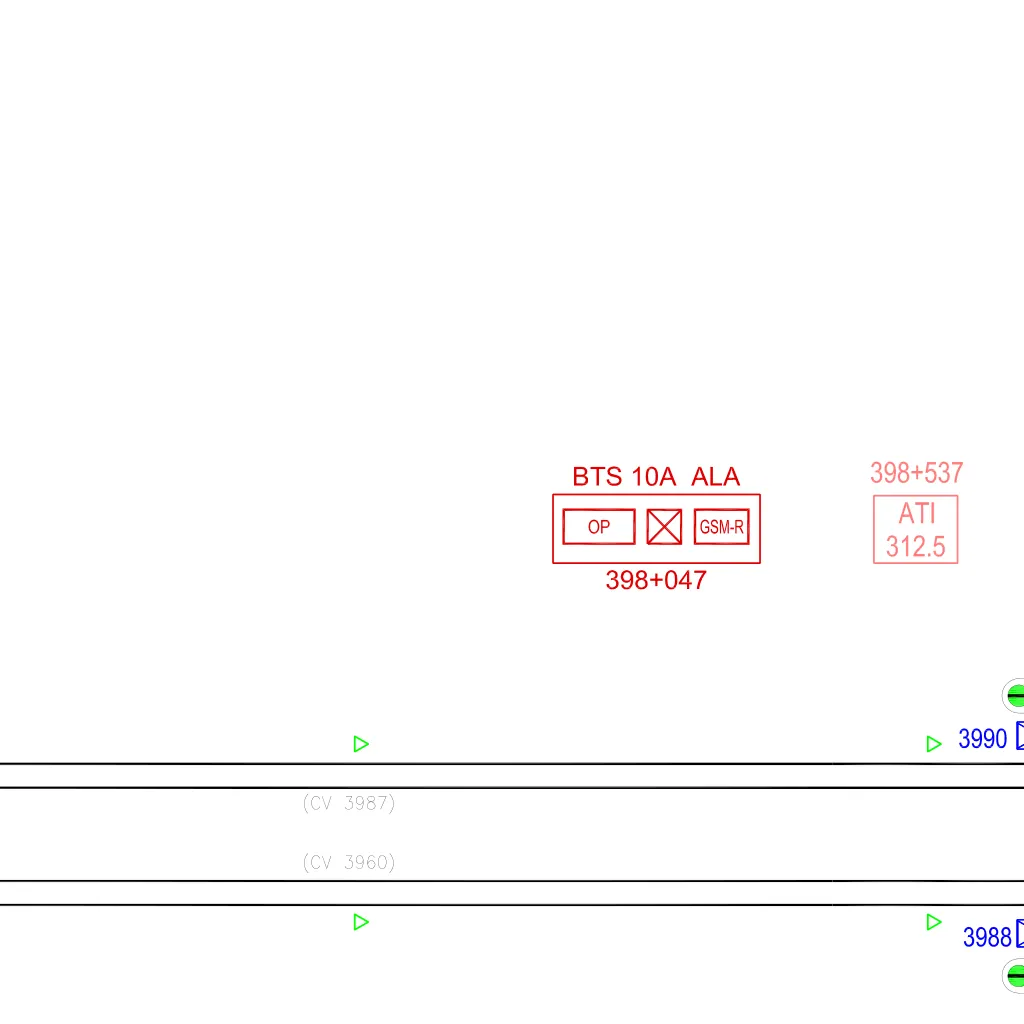 BTS 10A ALA
OP
GSM-R
398+047
398+537
ATI
312.5
3990
(CV 3987)
(CV 3960)
3988